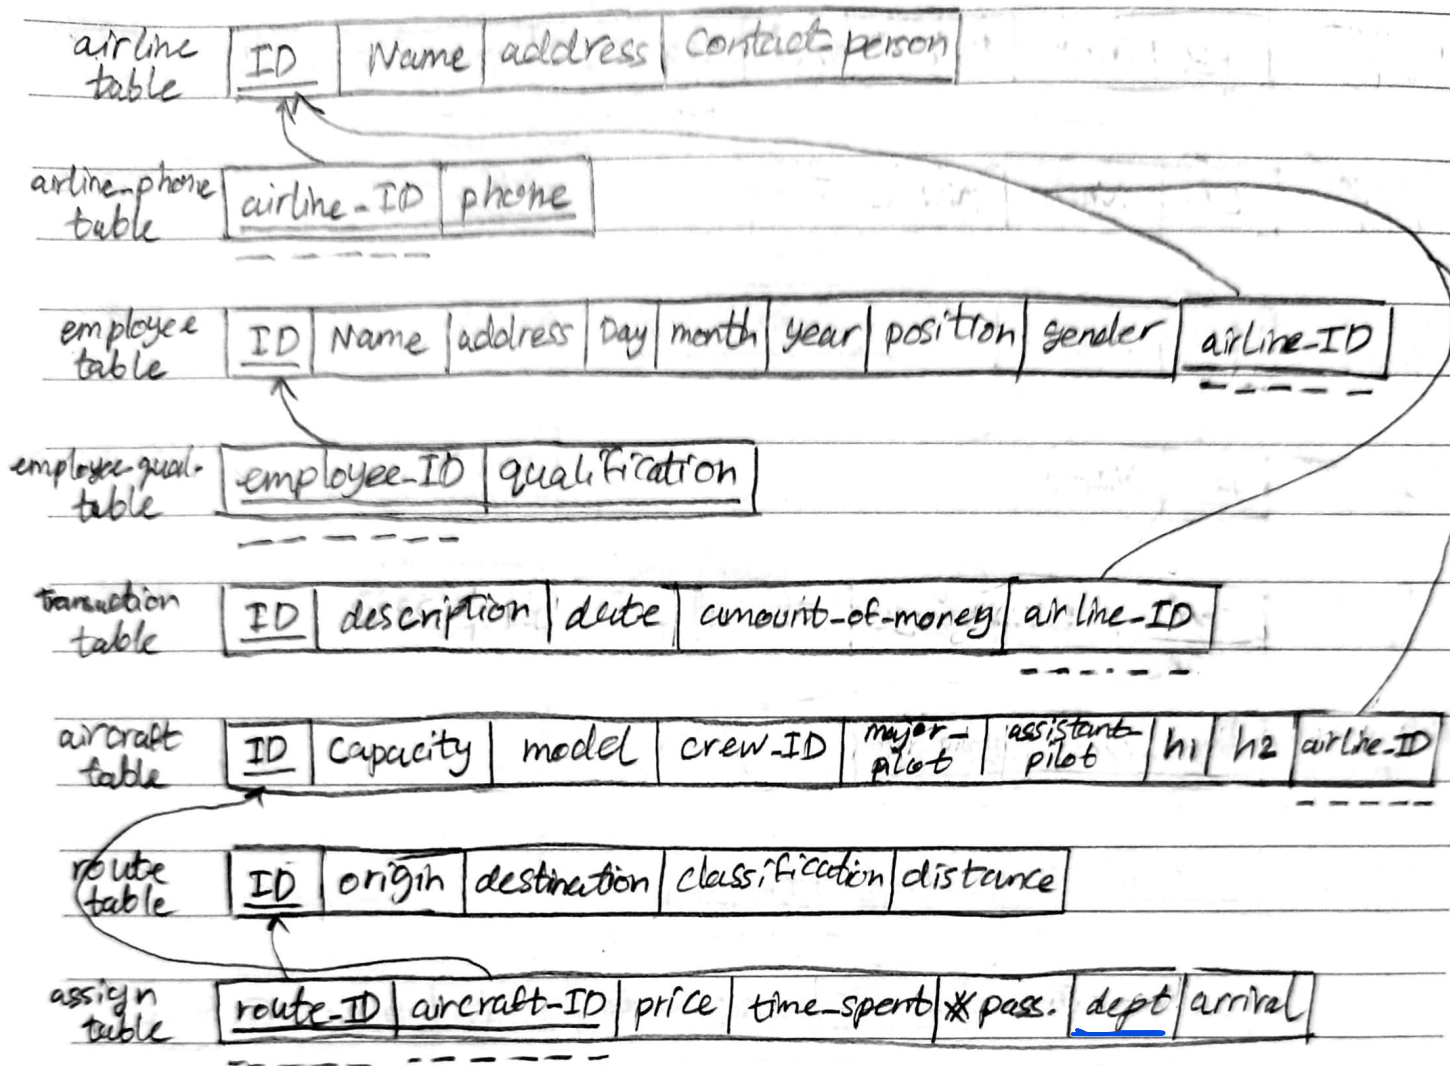 airline table ID Name address Contact-person
airline-phone table airline-ID phone
employee table ID Name address Day month year position gender airline-ID
employee-qual. table employee-ID qualification
transaction table ID description date amount-of-money airline-ID
aircraft table ID Capacity model crew-ID major-pilot assistant-pilot h1 h2 airline-ID
route table ID origin destination classification distance
assign table route-ID aircraft-ID price time-spent # pass. dept arrival